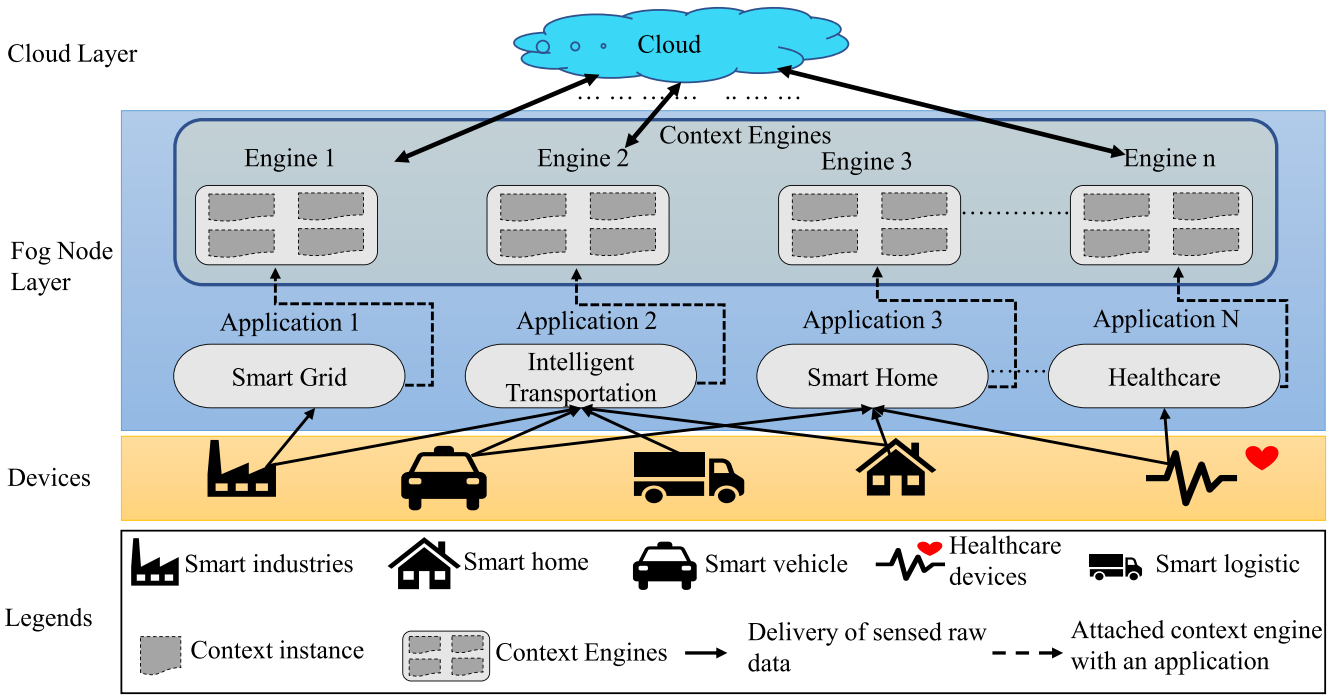 Cloud Layer
Cloud
... ... ... ... .. ... ...
Context Engines
Engine 1
Engine 2
Engine 3
Engine n
Fog Node
Layer
Application 1
Application 2
Application 3
Application N
Smart Grid
Intelligent
Transportation
Smart Home
Healthcare
Devices
Legends
Smart industries
Smart home
Smart vehicle
Healthcare
devices
Smart logistic
Context instance
Context Engines
Delivery of sensed raw
data
Attached context engine
with an application